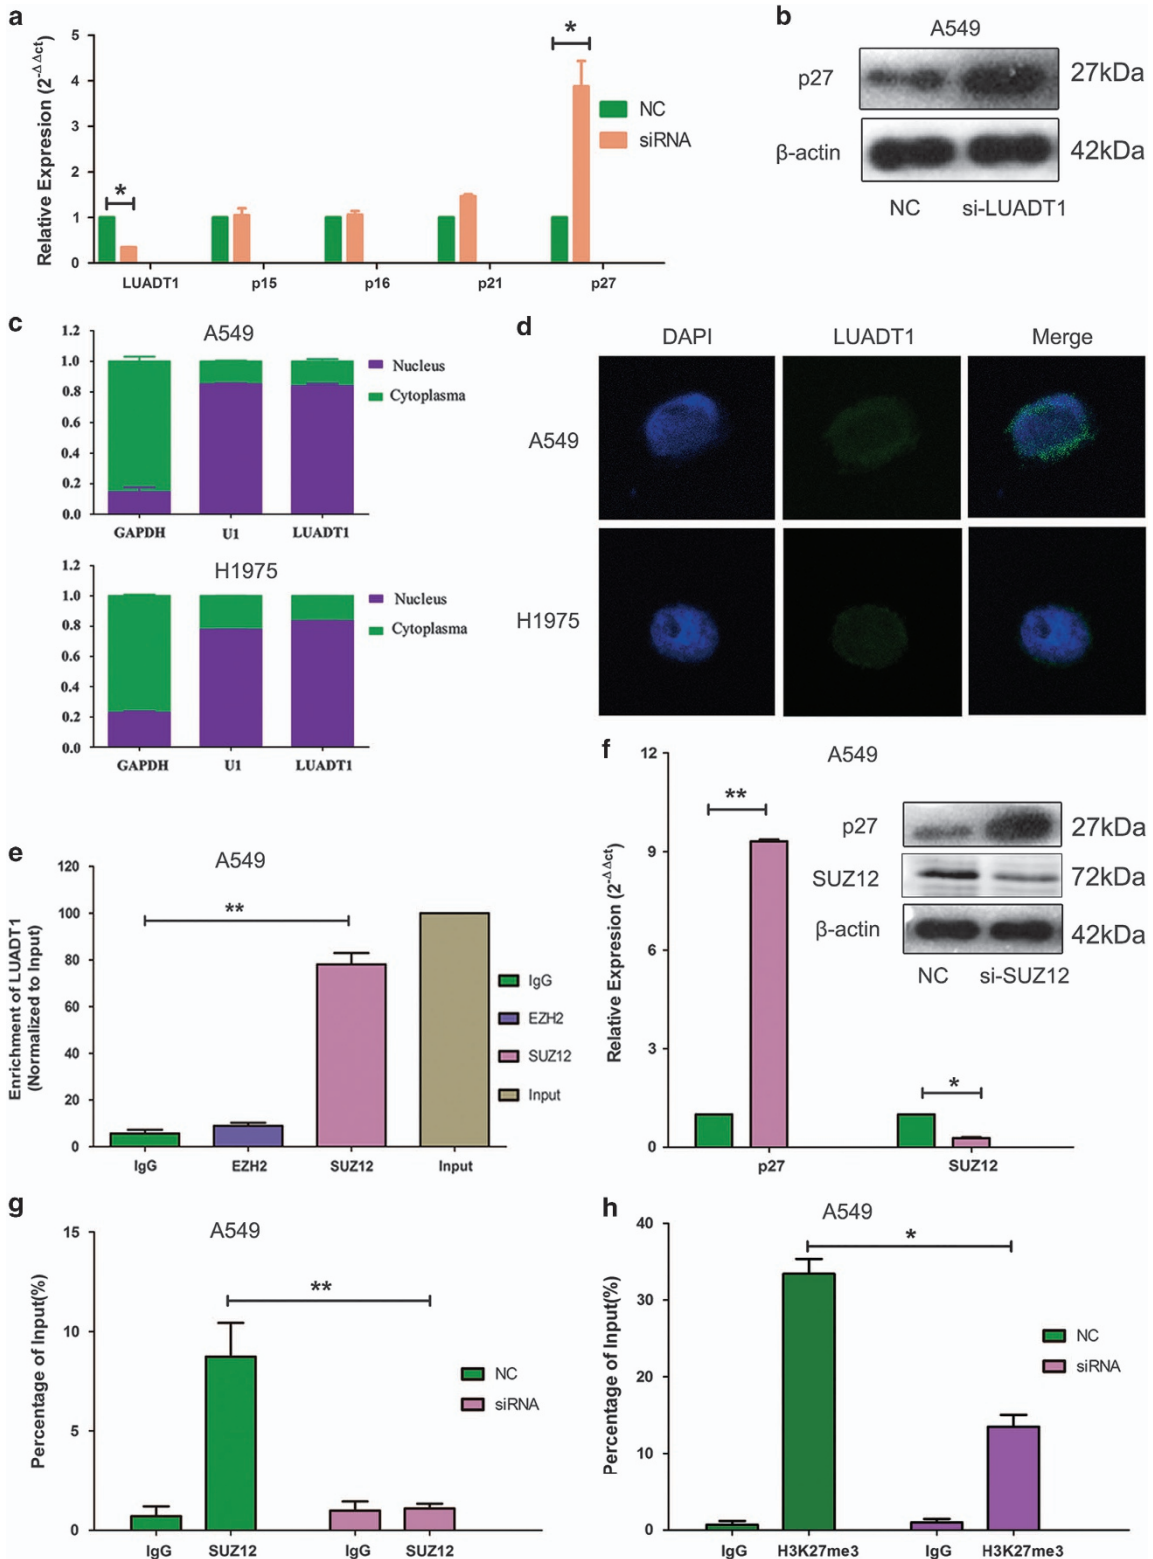 a
Relative Expresion (2-ΔΔct)
5
4
3
2
1
0
*
*
NC
siRNA
LUADT1 p15 p16 p21 p27
b
A549
p27 27kDa
β-actin 42kDa
NC si-LUADT1
c
A549
1.2
1.0
0.8
0.6
0.4
0.2
0.0
Nucleus
Cytoplasma
GAPDH U1 LUADT1
H1975
1.2
1.0
0.8
0.6
0.4
0.2
0.0
Nucleus
Cytoplasma
GAPDH U1 LUADT1
d
DAPI LUADT1 Merge
A549
H1975
e
A549
Enrichment of LUADT1
(Normalized to Input)
120
100
80
60
40
20
0
**
IgG
EZH2
SUZ12
Input
IgG EZH2 SUZ12 Input
f
A549
Relative Expresion (2-ΔΔct)
12
9
6
3
0
**
*
p27 27kDa
SUZ12 72kDa
β-actin 42kDa
NC si-SUZ12
p27 SUZ12
g
A549
Percentage of Input(%)
15
10
5
0
**
NC
siRNA
IgG SUZ12 IgG SUZ12
h
A549
Percentage of Input(%)
40
30
20
10
0
*
NC
siRNA
IgG H3K27me3 IgG H3K27me3